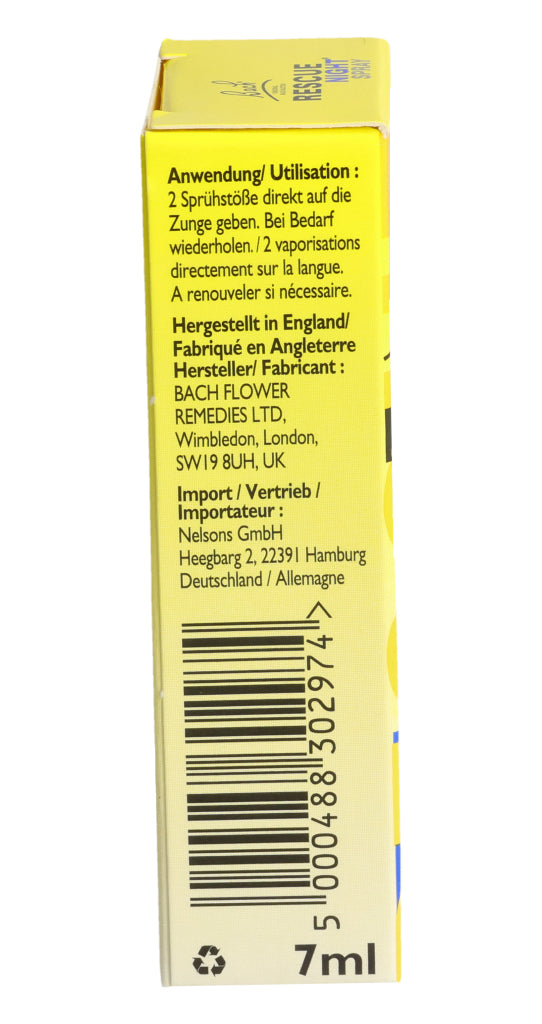 Bach
RESCUE
NIGHT
SPRAY
Anwendung/ Utilisation :
2 Sprühstöße direkt auf die
Zunge geben. Bei Bedarf
wiederholen. / 2 vaporisations
directement sur la langue.
A renouveler si nécessaire.
Hergestellt in England/
Fabriqué en Angleterre
Hersteller/ Fabricant :
BACH FLOWER
REMEDIES LTD,
Wimbledon, London,
SW19 8UH, UK
Import / Vertrieb /
Importateur :
Nelsons GmbH
Heegbarg 2, 22391 Hamburg
Deutschland / Allemagne
5 000488 302974 >
7ml